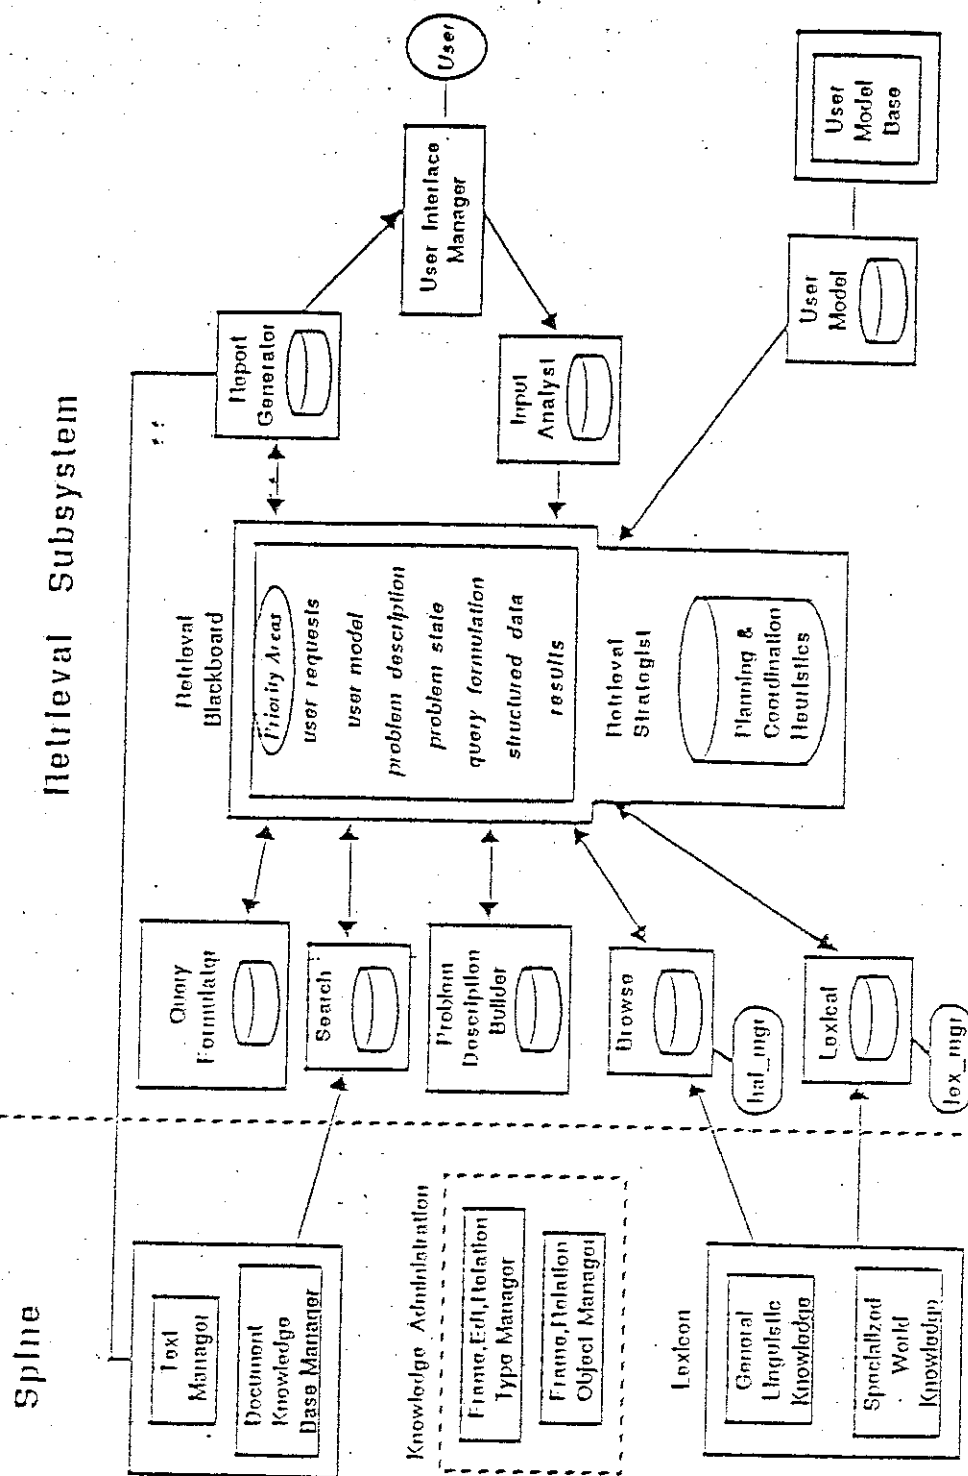 Spine
Retrieval Subsystem
Text
Manager
Document
Knowledge
Base Manager
Knowledge Administration
Frame,Edt,Relation
Type Manager
Frame,Relation
Object Manager
Lexicon
General
Linguistic
Knowledge
Specialized
World
Knowledge
Query
Formulator
Search
Problem
Description
Builder
Browse
hal_mgr
Lexical
lex_mgr
Retrieval
Blackboard
Priority Areas
user requests
user model
problem description
problem state
query formulation
structured data
results
Retrieval
Strategist
Planning &
Coordination
Heuristics
Report
Generator
Input
Analyst
User Interface
Manager
User
User
Model
User
Model
Base